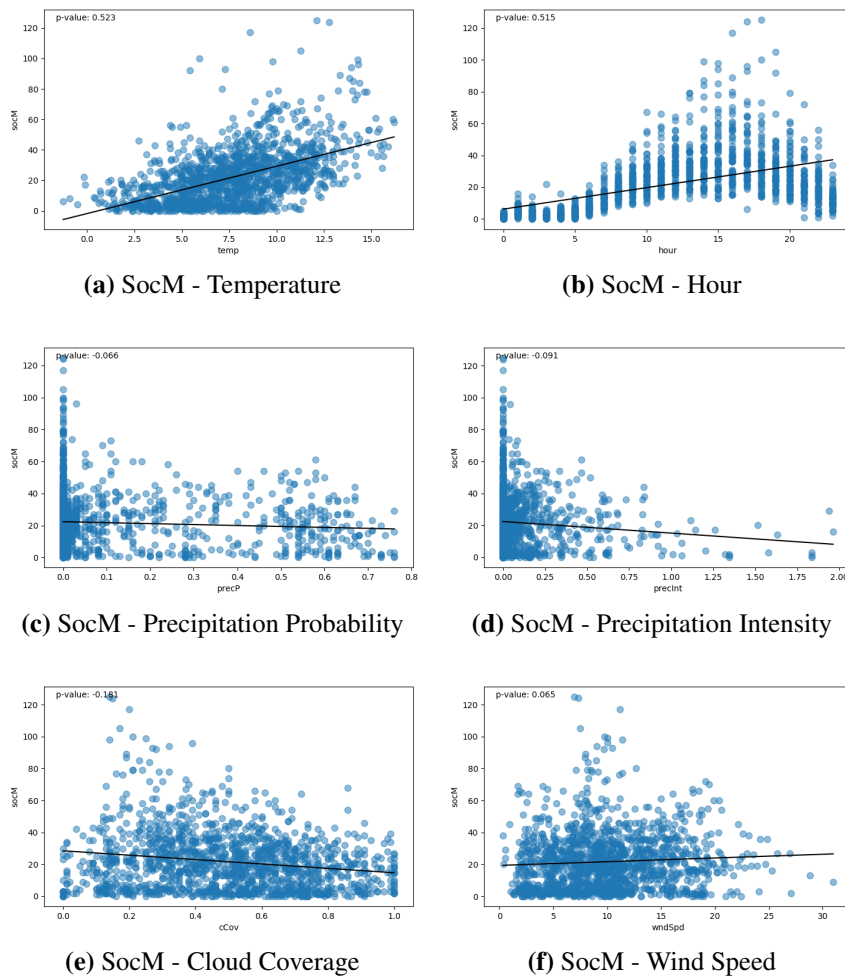 p-value: 0.523
120
100
80
60
40
20
0
socM
0.0 2.5 5.0 7.5 10.0 12.5 15.0
temp
(a) SocM - Temperature
p-value: 0.515
120
100
80
60
40
20
0
socM
0 5 10 15 20
hour
(b) SocM - Hour
p-value: -0.066
120
100
80
60
40
20
0
socM
0.0 0.1 0.2 0.3 0.4 0.5 0.6 0.7 0.8
precP
(c) SocM - Precipitation Probability
p-value: -0.091
120
100
80
60
40
20
0
socM
0.00 0.25 0.50 0.75 1.00 1.25 1.50 1.75 2.00
precInt
(d) SocM - Precipitation Intensity
p-value: -0.181
120
100
80
60
40
20
0
socM
0.0 0.2 0.4 0.6 0.8 1.0
cCov
(e) SocM - Cloud Coverage
p-value: 0.065
120
100
80
60
40
20
0
socM
0 5 10 15 20 25 30
wndSpd
(f) SocM - Wind Speed